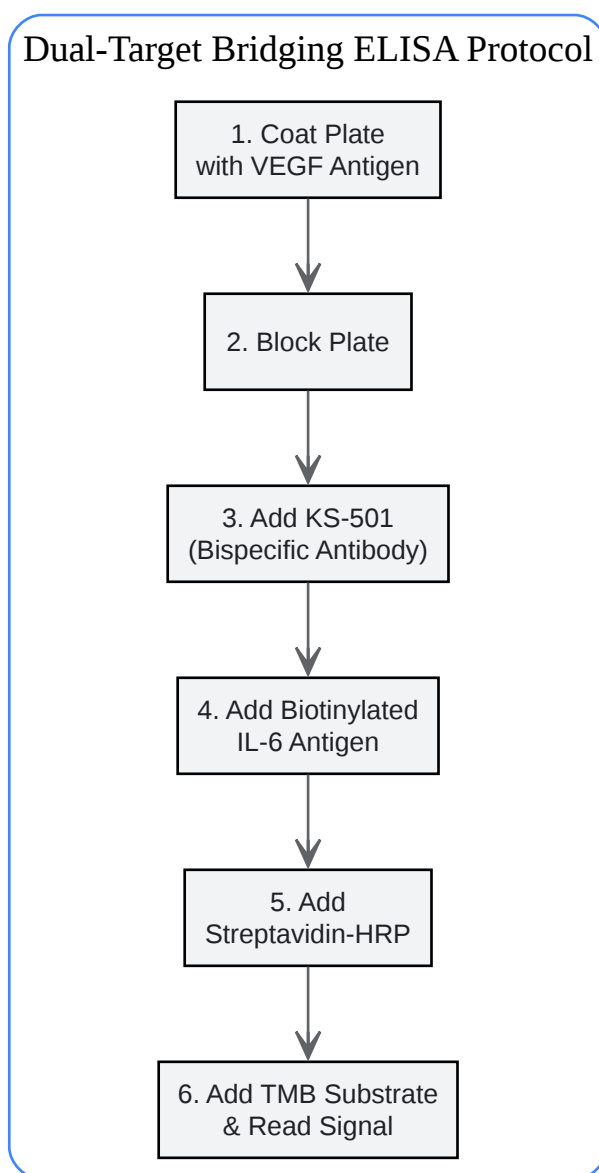 Dual-Target Bridging ELISA Protocol
1. Coat Plate
with VEGF Antigen
2. Block Plate
3. Add KS-501
(Bispecific Antibody)
4. Add Biotinylated
IL-6 Antigen
5. Add
Streptavidin-HRP
6. Add TMB Substrate
& Read Signal